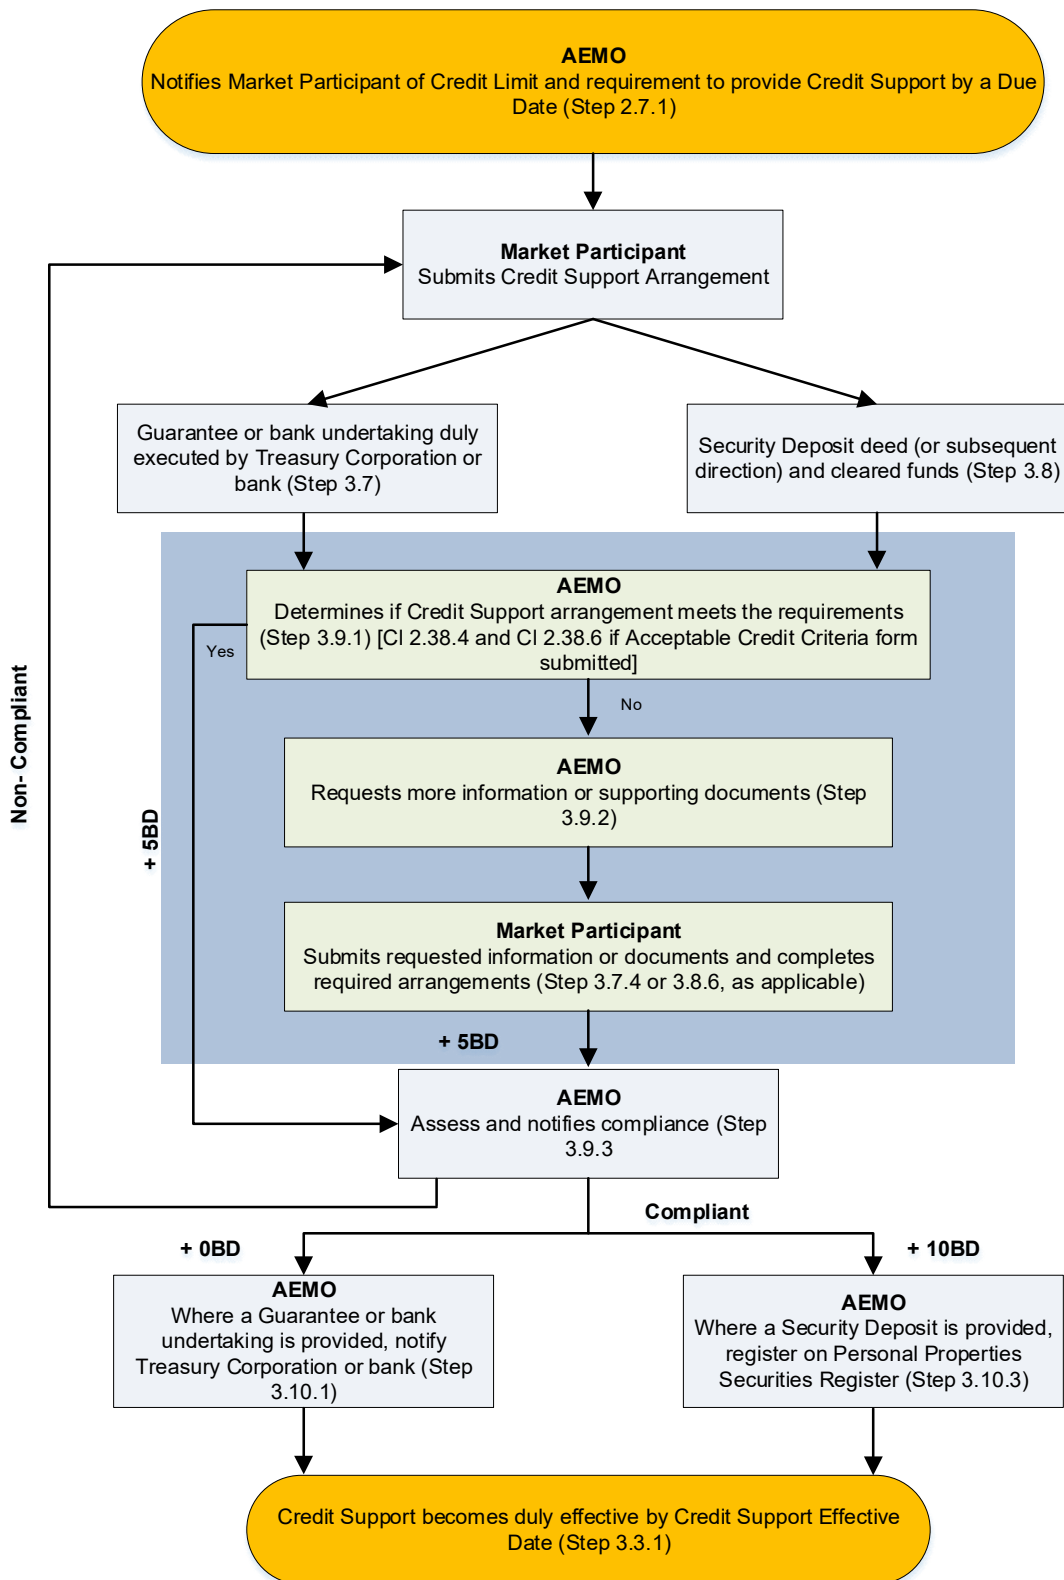 AEMO
Notifies Market Participant of Credit Limit and requirement to provide Credit Support by a Due
Date (Step 2.7.1)
Market Participant
Submits Credit Support Arrangement
Guarantee or bank undertaking duly
executed by Treasury Corporation or
bank (Step 3.7)
Security Deposit deed (or subsequent
direction) and cleared funds (Step 3.8)
AEMO
Determines if Credit Support arrangement meets the requirements
(Step 3.9.1) [Cl 2.38.4 and Cl 2.38.6 if Acceptable Credit Criteria form
submitted]
Yes
No
Non- Compliant
+ 5BD
AEMO
Requests more information or supporting documents (Step
3.9.2)
Market Participant
Submits requested information or documents and completes
required arrangements (Step 3.7.4 or 3.8.6, as applicable)
+ 5BD
AEMO
Assess and notifies compliance (Step
3.9.3
Compliant
+ 0BD
+ 10BD
AEMO
Where a Guarantee or bank
undertaking is provided, notify
Treasury Corporation or bank (Step
3.10.1)
AEMO
Where a Security Deposit is provided,
register on Personal Properties
Securities Register (Step 3.10.3)
Credit Support becomes duly effective by Credit Support Effective
Date (Step 3.3.1)